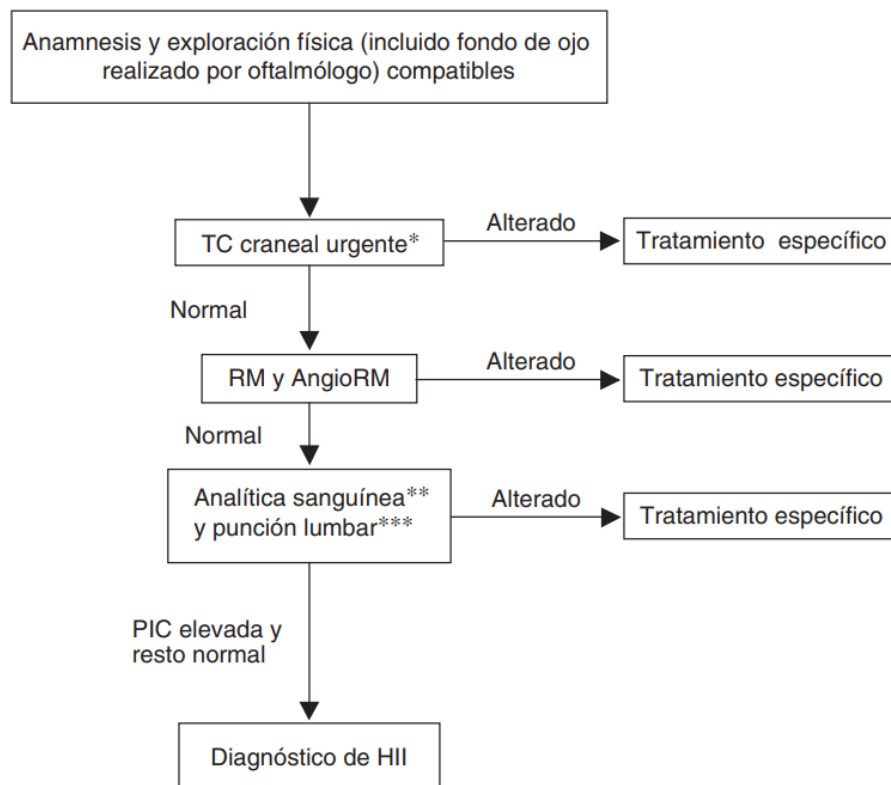 Anamnesis y exploración física (incluido fondo de ojo
realizado por oftalmólogo) compatibles
TC craneal urgente*
Alterado
Tratamiento específico
Normal
RM y AngioRM
Alterado
Tratamiento específico
Normal
Analítica sanguínea**
y punción lumbar***
Alterado
Tratamiento específico
PIC elevada y
resto normal
Diagnóstico de HII